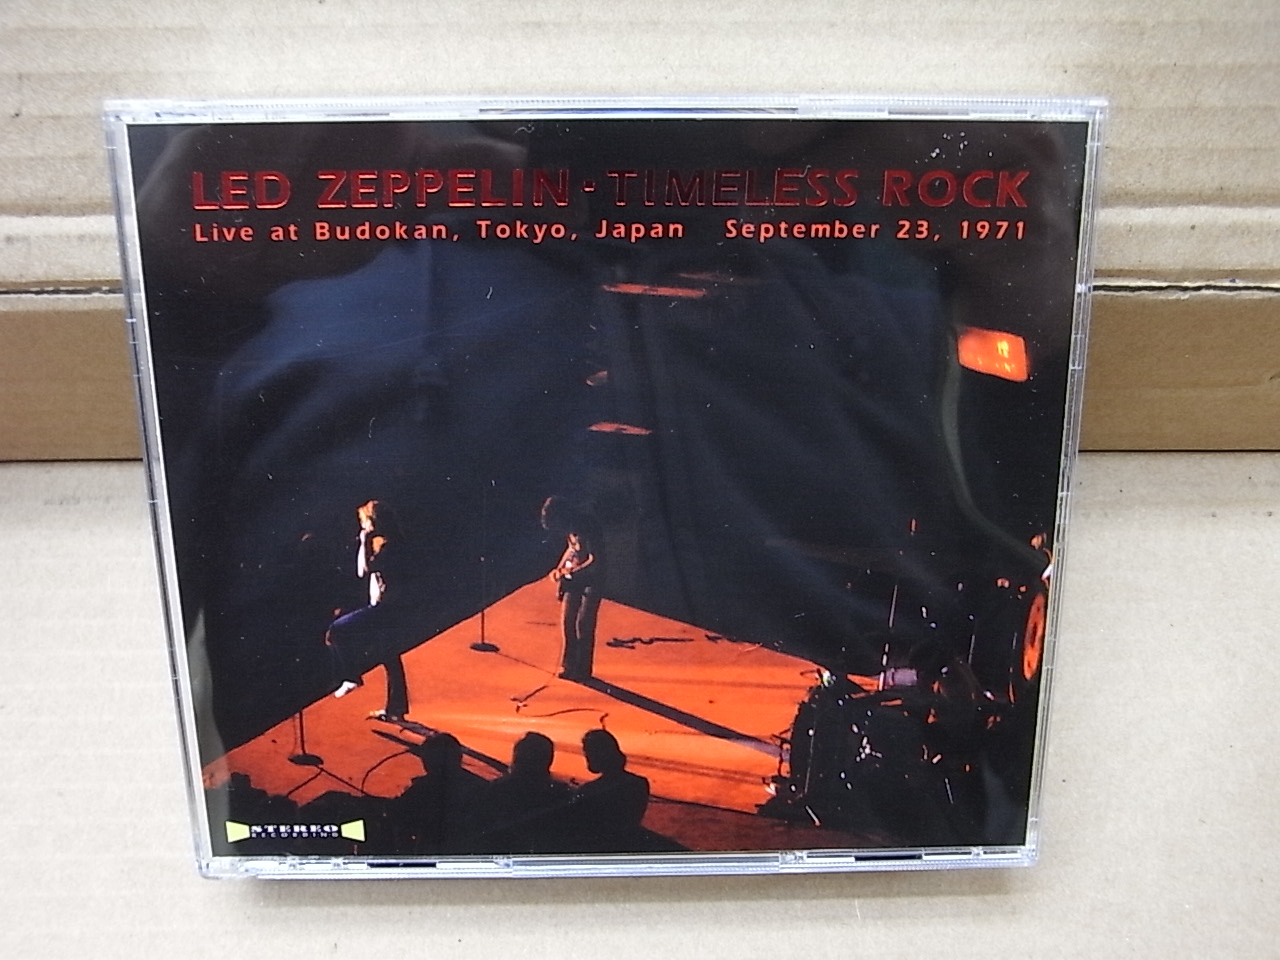 LED ZEPPELIN · TIMELESS ROCK
Live at Budokan, Tokyo, Japan September 23, 1971
STEREO
RECORDING